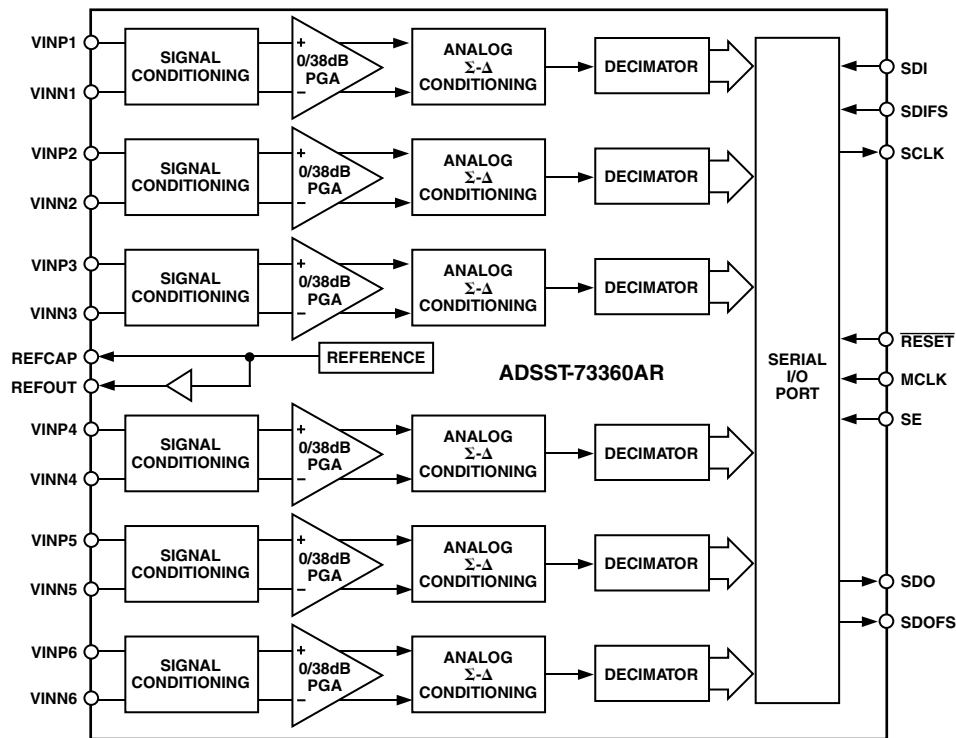 VINP1
VINN1
SIGNAL
CONDITIONING
+
0/38dB
PGA
−
ANALOG
Σ-Δ
CONDITIONING
DECIMATOR
VINP2
VINN2
SIGNAL
CONDITIONING
+
0/38dB
PGA
−
ANALOG
Σ-Δ
CONDITIONING
DECIMATOR
VINP3
VINN3
SIGNAL
CONDITIONING
+
0/38dB
PGA
−
ANALOG
Σ-Δ
CONDITIONING
DECIMATOR
REFCAP
REFOUT
REFERENCE
ADSST-73360AR
VINP4
VINN4
SIGNAL
CONDITIONING
+
0/38dB
PGA
−
ANALOG
Σ-Δ
CONDITIONING
DECIMATOR
VINP5
VINN5
SIGNAL
CONDITIONING
+
0/38dB
PGA
−
ANALOG
Σ-Δ
CONDITIONING
DECIMATOR
VINP6
VINN6
SIGNAL
CONDITIONING
+
0/38dB
PGA
−
ANALOG
Σ-Δ
CONDITIONING
DECIMATOR
SERIAL
I/O
PORT
SDI
SDIFS
SCLK
RESET
MCLK
SE
SDO
SDOFS